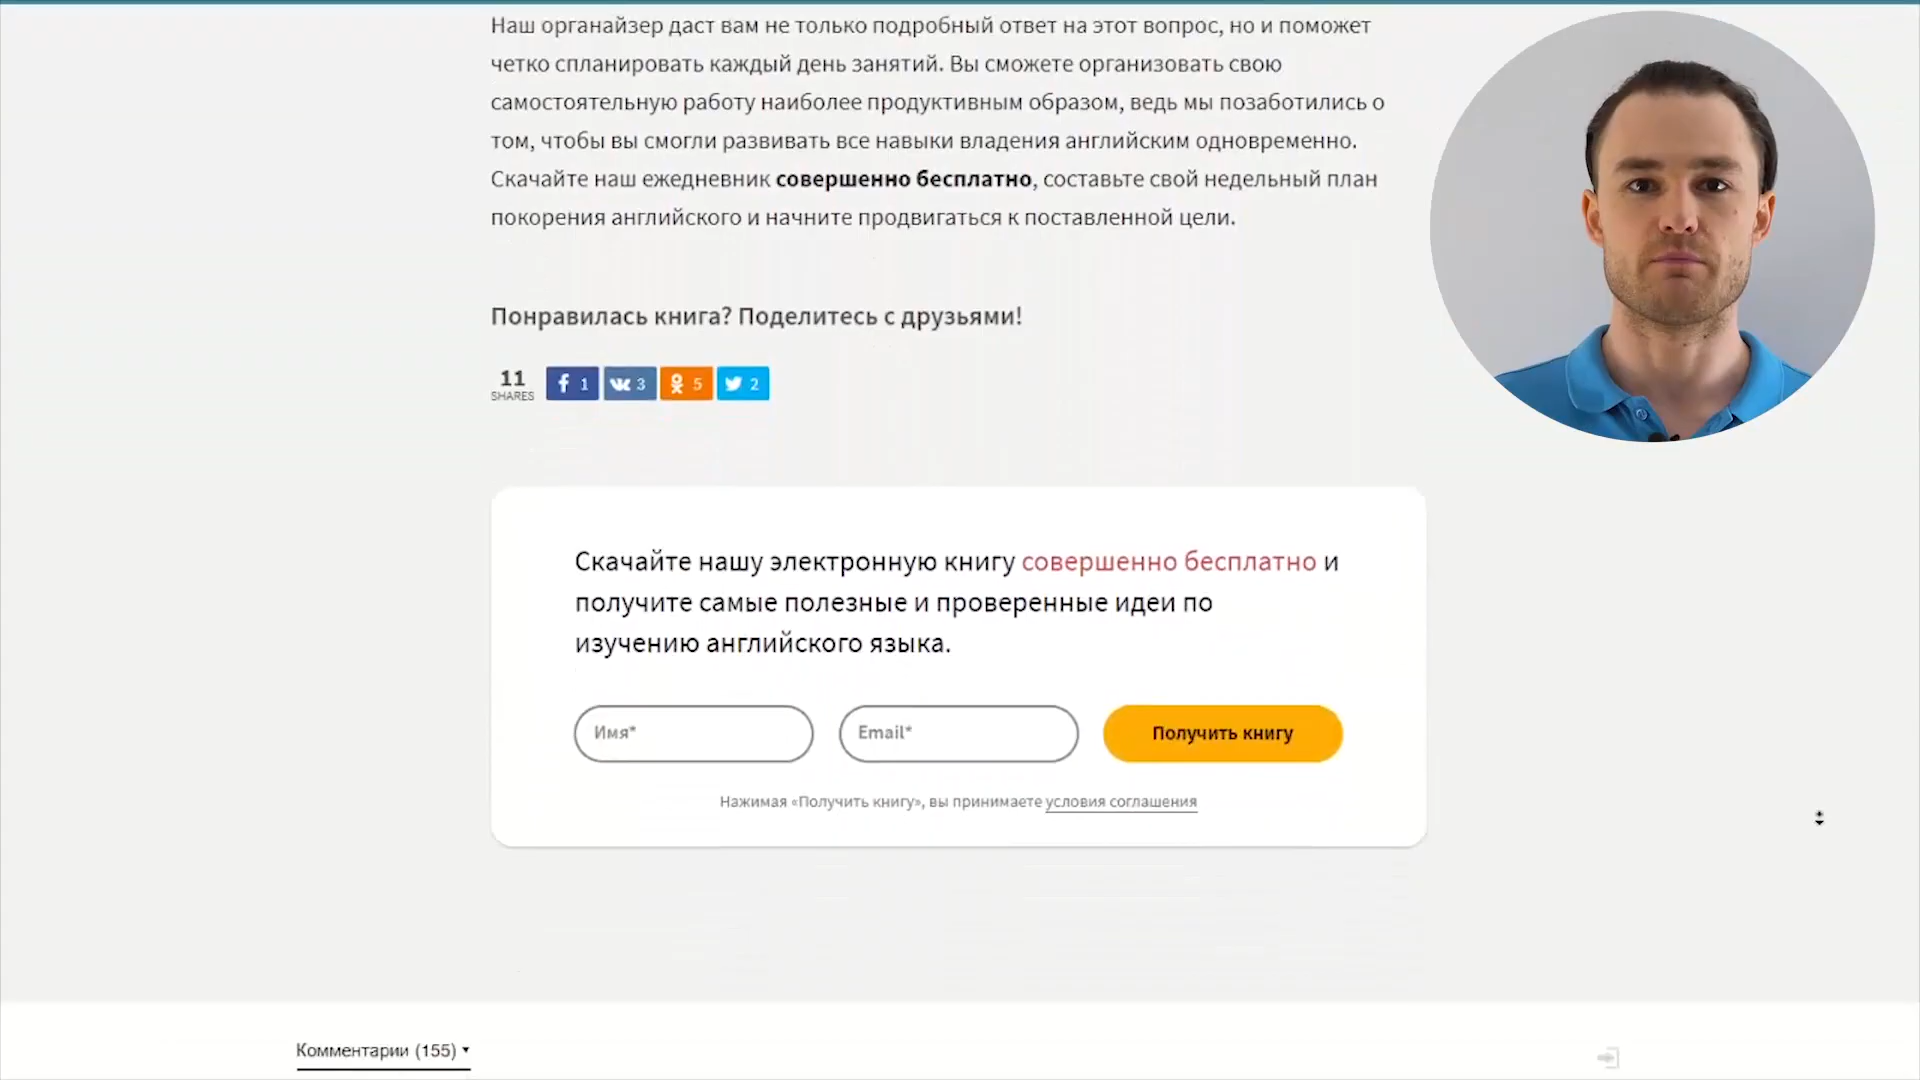 Наш органайзер даст вам не только подробный ответ на этот вопрос, но и поможет
четко спланировать каждый день занятий. Вы сможете организовать свою
самостоятельную работу наиболее продуктивным образом, ведь мы позаботились о
том, чтобы вы смогли развивать все навыки владения английским одновременно.
Скачайте наш ежедневник совершенно бесплатно, составьте свой недельный план
покорения английского и начните продвигаться к поставленной цели.
Понравилась книга? Поделитесь с друзьями!
11 1 3 5 2
SHARES
Скачайте нашу электронную книгу совершенно бесплатно и
получите самые полезные и проверенные идеи по
изучению английского языка.
Имя* Email* Получить книгу
Нажимая «Получить книгу», вы принимаете условия соглашения
Комментарии (155)